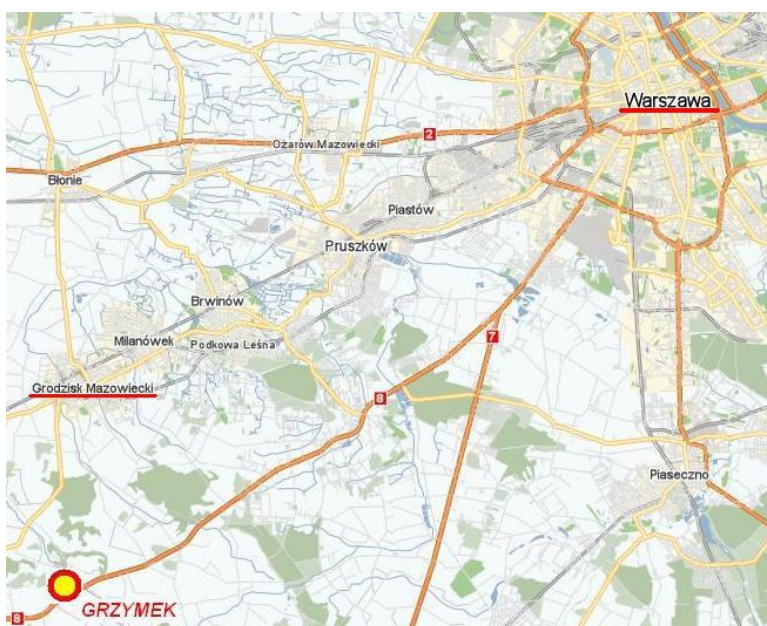 Warszawa
2
Ożarów Mazowiecki
Błonie
Piastów
Pruszków
Brwinów
7
Milanówek
Podkowa Leśna
Grodzisk Mazowiecki
8
Piaseczno
GRZYMEK
8